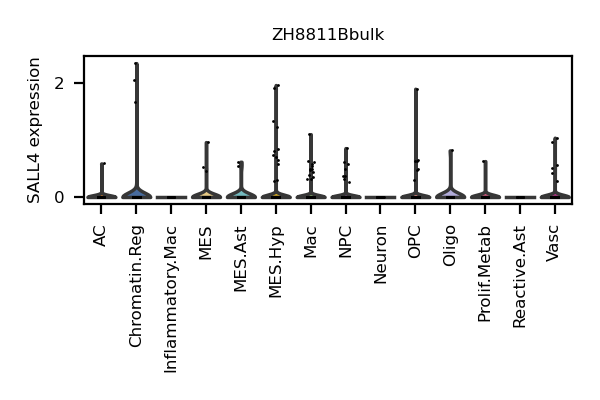 ZH8811Bbulk
SALL4 expression
2
0
AC
Chromatin.Reg
Inflammatory.Mac
MES
MES.Ast
MES.Hyp
Mac
NPC
Neuron
OPC
Oligo
Prolif.Metab
Reactive.Ast
Vasc